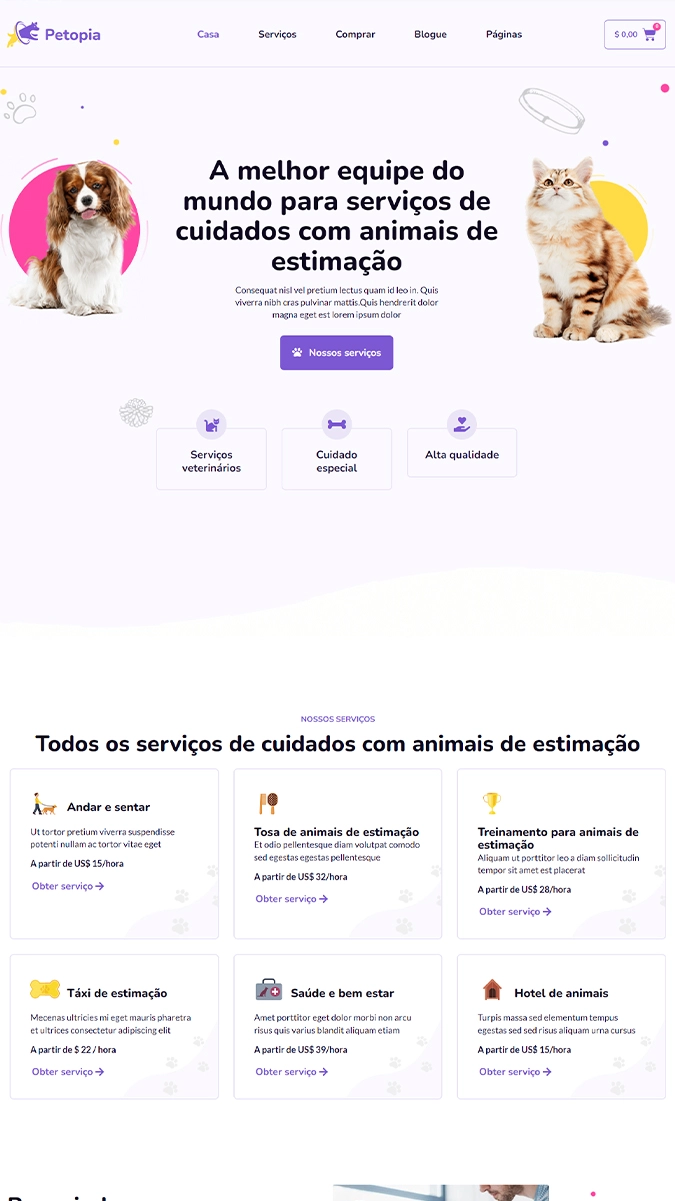 Petopia
Casa
Serviços
Comprar
Blogue
Páginas
$ 0,00
0
A melhor equipe do
mundo para serviços de
cuidados com animais de
estimação
Consequat nisl vel pretium lectus quam id leo in. Quis
viverra nibh cras pulvinar mattis.Quis hendrerit dolor
magna eget est lorem ipsum dolor
Nossos serviços
Serviços
veterinários
Cuidado
especial
Alta qualidade
NOSSOS SERVIÇOS
Todos os serviços de cuidados com animais de estimação
Andar e sentar
Ut tortor pretium viverra suspendisse
potenti nullam ac tortor vitae eget
A partir de US$ 15/hora
Obter serviço
Tosa de animais de estimação
Et odio pellentesque diam volutpat comodo
sed egestas egestas pellentesque
A partir de US$ 32/hora
Obter serviço
Treinamento para animais de
estimação
Aliquam ut porttitor leo a diam sollicitudin
tempor sit amet est placerat
A partir de US$ 28/hora
Obter serviço
Táxi de estimação
Mecenas ultricies mi eget mauris pharetra
et ultrices consectetur adipiscing elit
A partir de $ 22 / hora
Obter serviço
Saúde e bem estar
Amet porttitor eget dolor morbi non arcu
risus quis varius blandit aliquam etiam
A partir de US$ 39/hora
Obter serviço
Hotel de animais
Turpis massa sed elementum tempus
egestas sed sed risus aliquam urna cursus
A partir de US$ 15/hora
Obter serviço